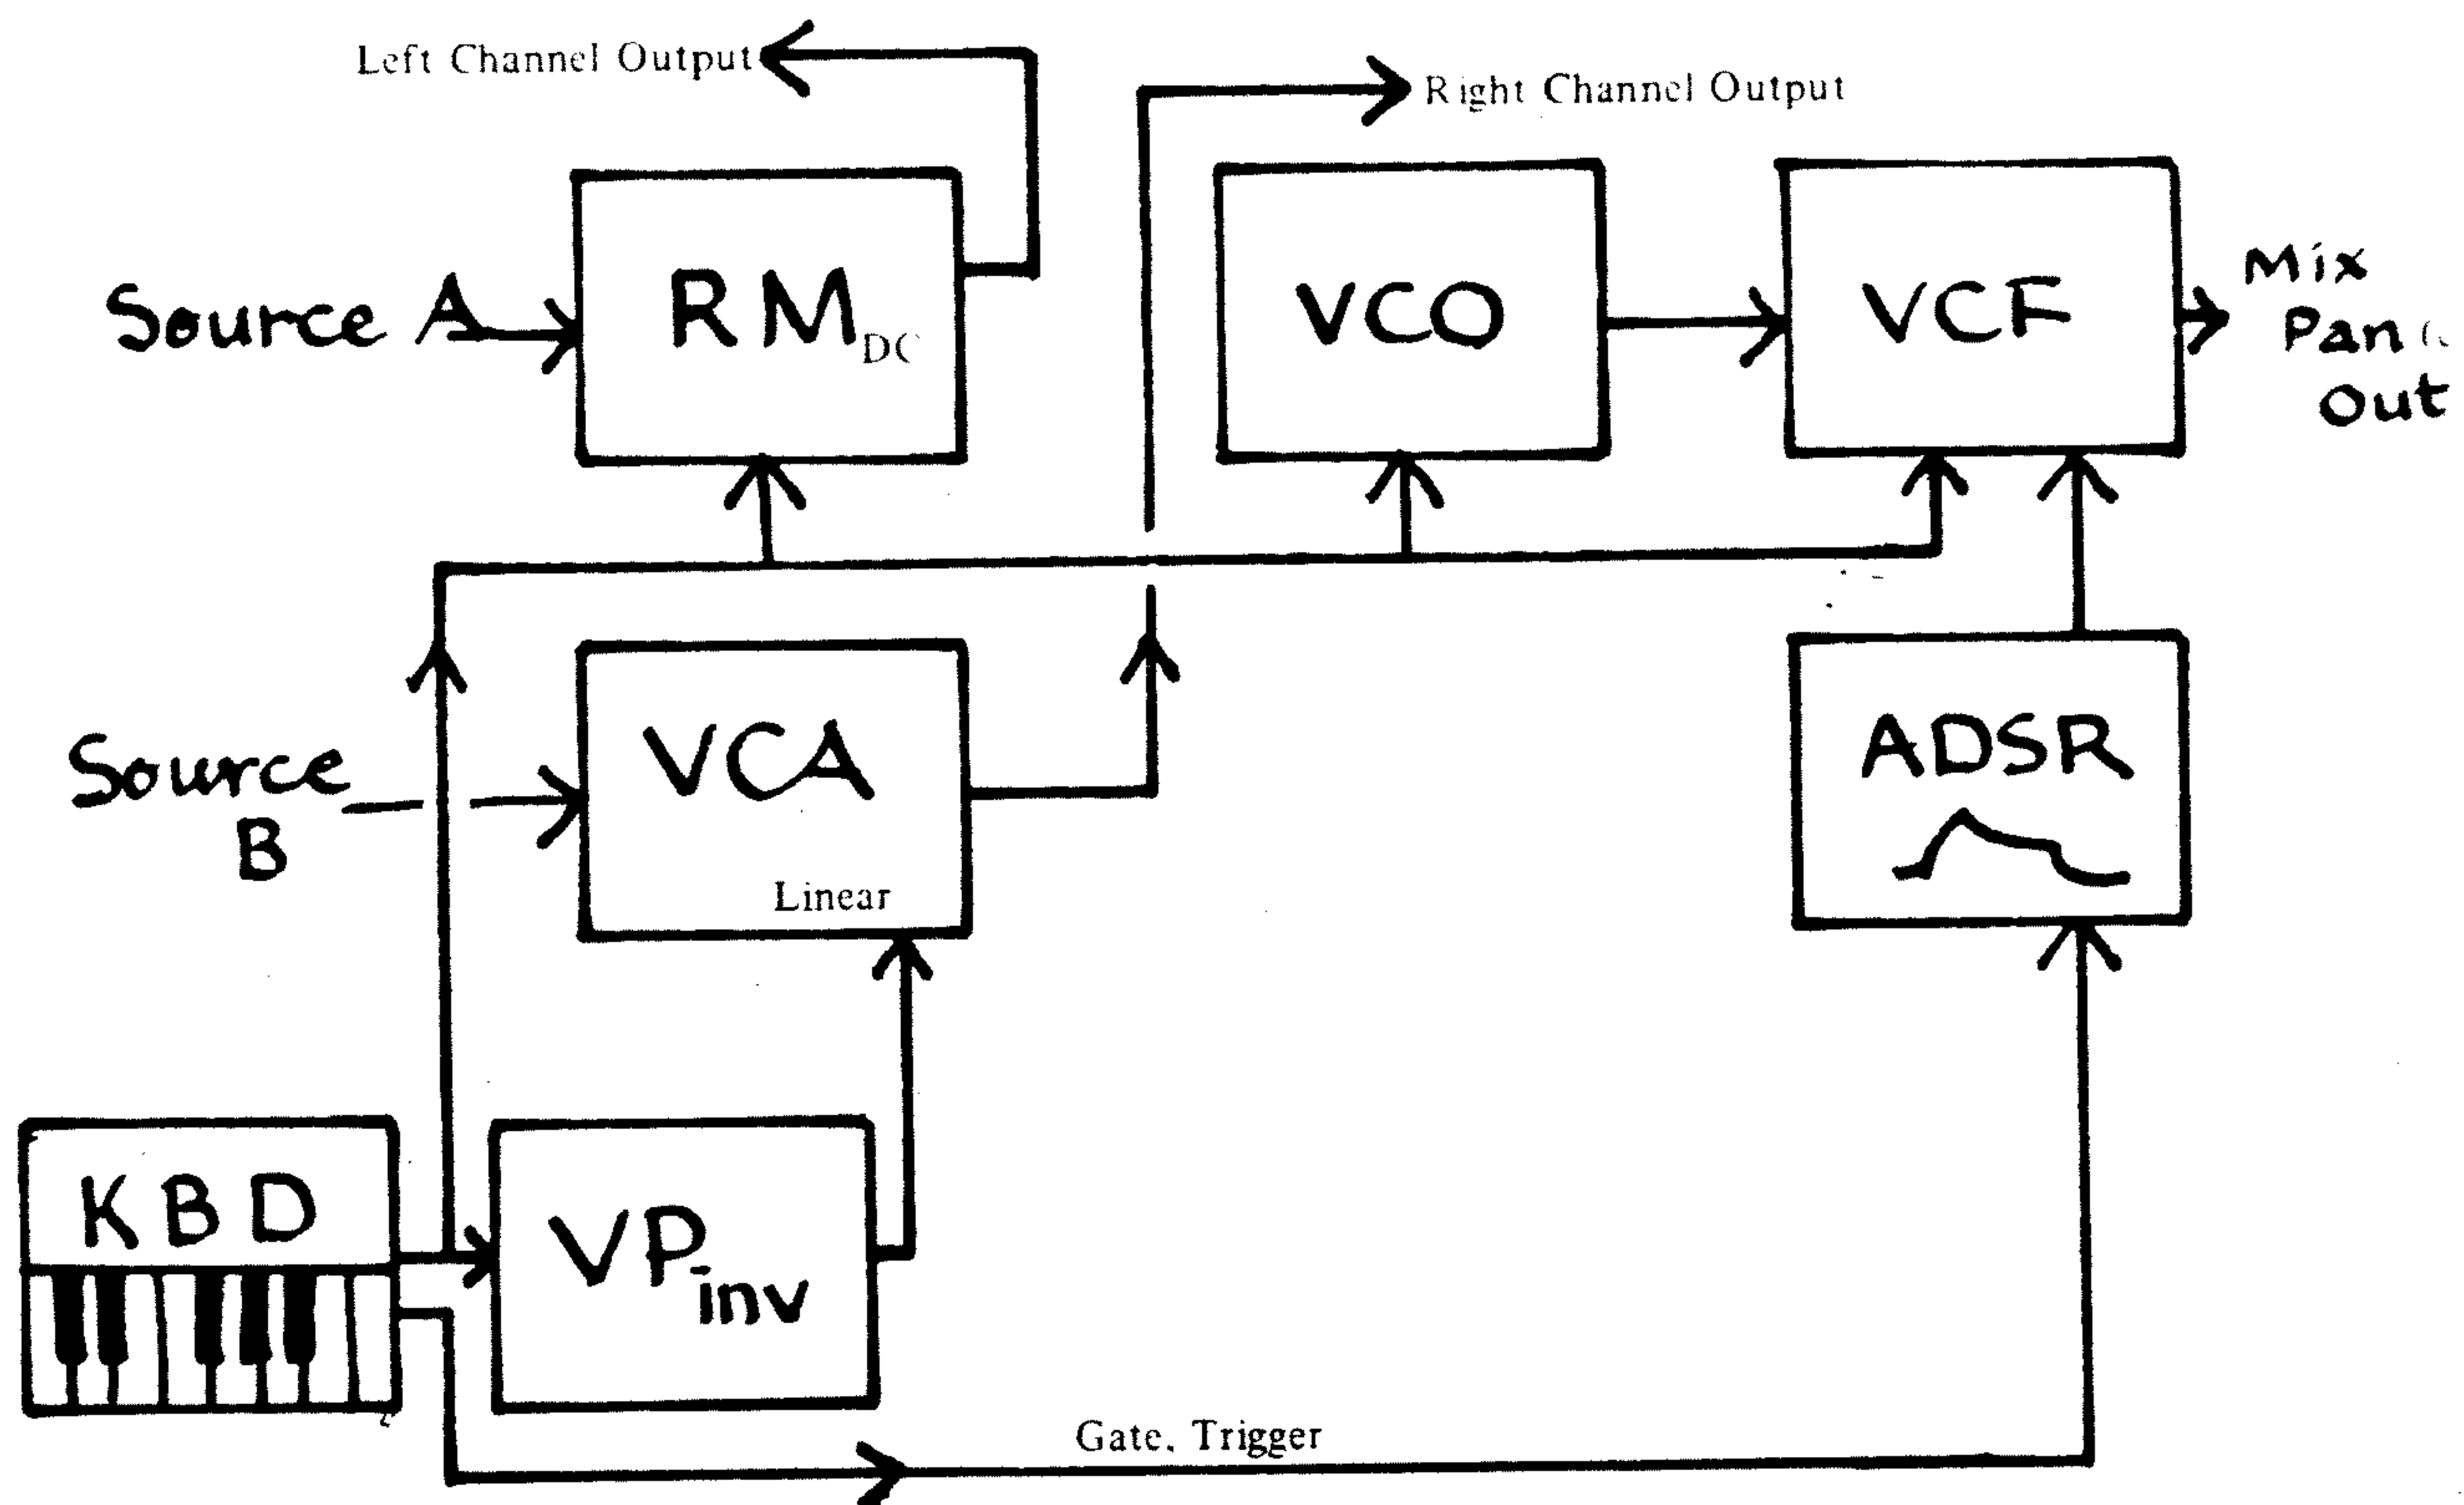 Left Channel Output
Right Channel Output
Source A
RM DC
VCO
VCF
Mix
Pan
Out
Source
B
VCA
Linear
ADSR
KBD
VP inv
Gate, Trigger